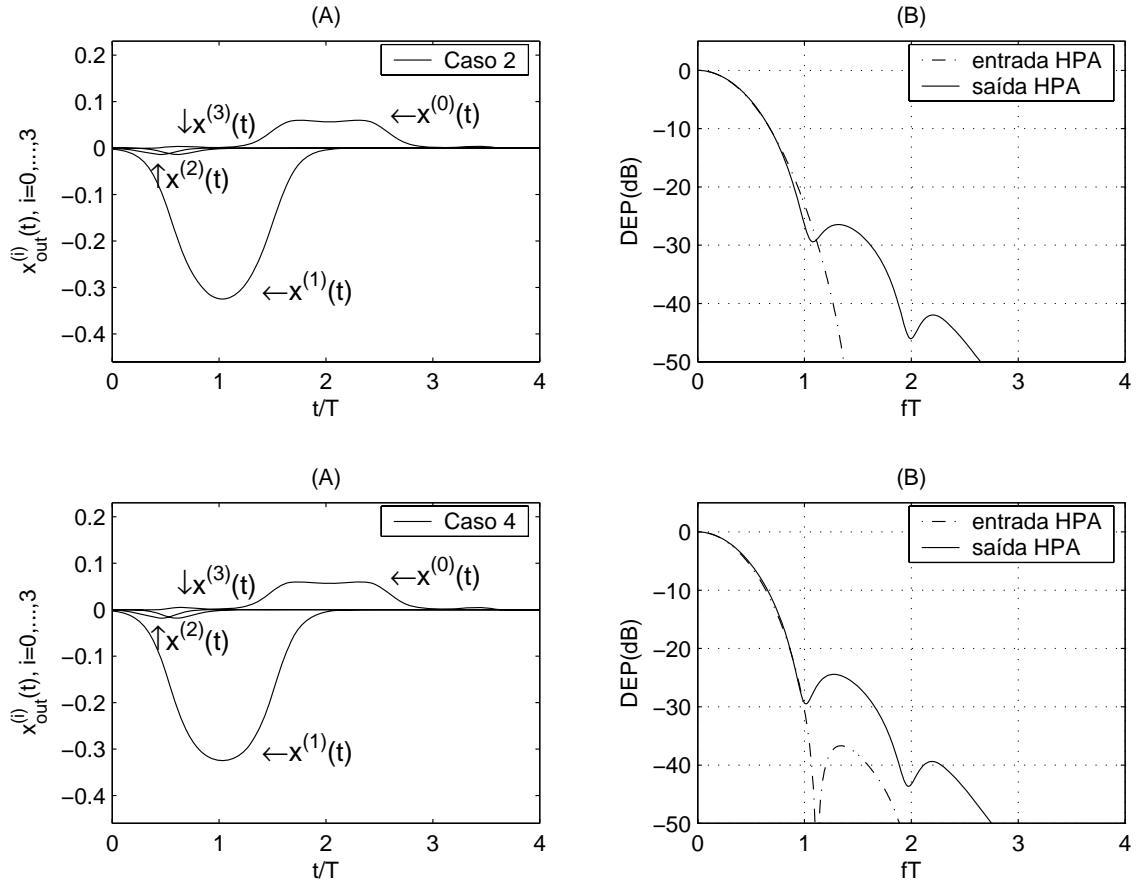 (A)
0.2
0.1
0
−0.1
−0.2
−0.3
−0.4
x_out^(i)(t), i=0,...,3
Caso 2
↓x^(3)(t)
←x^(0)(t)
↑x^(2)(t)
←x^(1)(t)
0 1 2 3 4
t/T
(B)
0
−10
−20
−30
−40
−50
DEP(dB)
entrada HPA
saída HPA
0 1 2 3 4
fT
(A)
0.2
0.1
0
−0.1
−0.2
−0.3
−0.4
x_out^(i)(t), i=0,...,3
Caso 4
↓x^(3)(t)
←x^(0)(t)
↑x^(2)(t)
←x^(1)(t)
0 1 2 3 4
t/T
(B)
0
−10
−20
−30
−40
−50
DEP(dB)
entrada HPA
saída HPA
0 1 2 3 4
fT